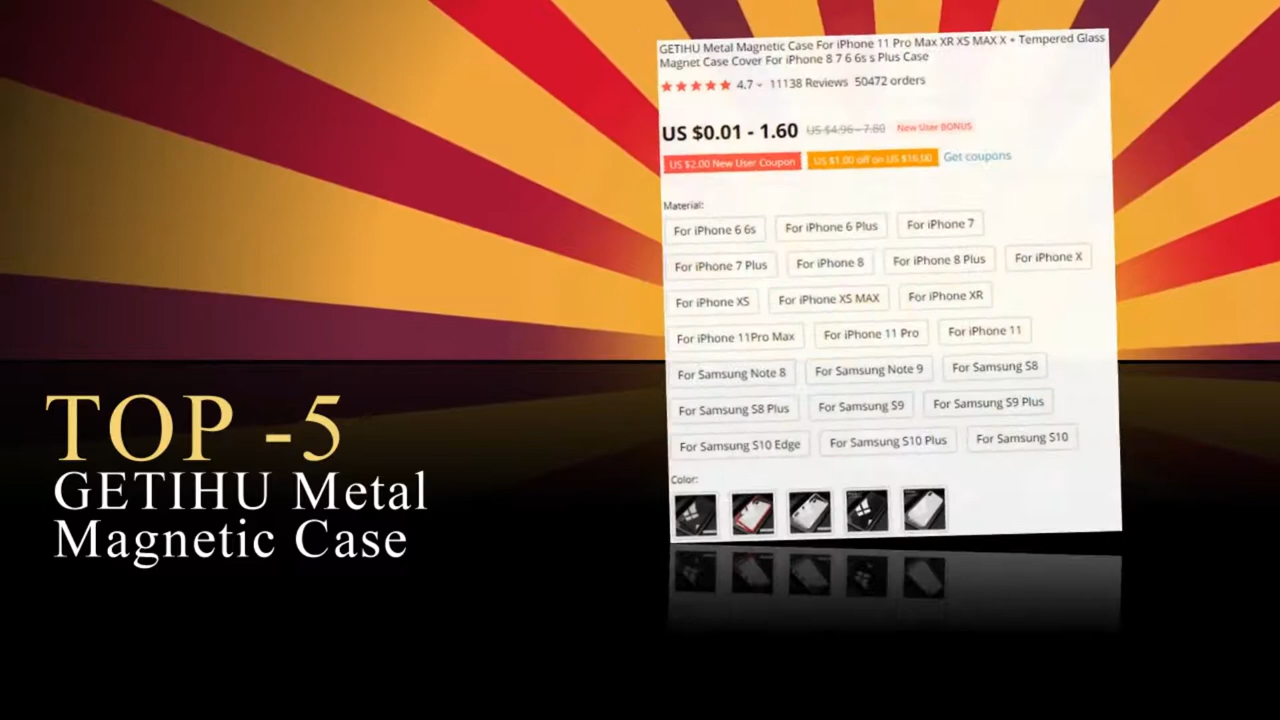 GETIHU Metal Magnetic Case For iPhone 11 Pro Max XR XS MAX X + Tempered Glass
Magnet Case Cover For iPhone 8 7 6 6s s Plus Case
4.7 11138 Reviews 50472 orders
US $0.01 - 1.60 US $4.96 - 7.80 New User BONUS
US $2.00 New User Coupon US $1.00 off on US $16.00 Get coupons
Material:
For iPhone 6 6s For iPhone 6 Plus For iPhone 7
For iPhone 7 Plus For iPhone 8 For iPhone 8 Plus For iPhone X
For iPhone XS For iPhone XS MAX For iPhone XR
For iPhone 11Pro Max For iPhone 11 Pro For iPhone 11
For Samsung Note 8 For Samsung Note 9 For Samsung S8
For Samsung S8 Plus For Samsung S9 For Samsung S9 Plus
For Samsung S10 Edge For Samsung S10 Plus For Samsung S10
Color:
TOP -5
GETIHU Metal
Magnetic Case